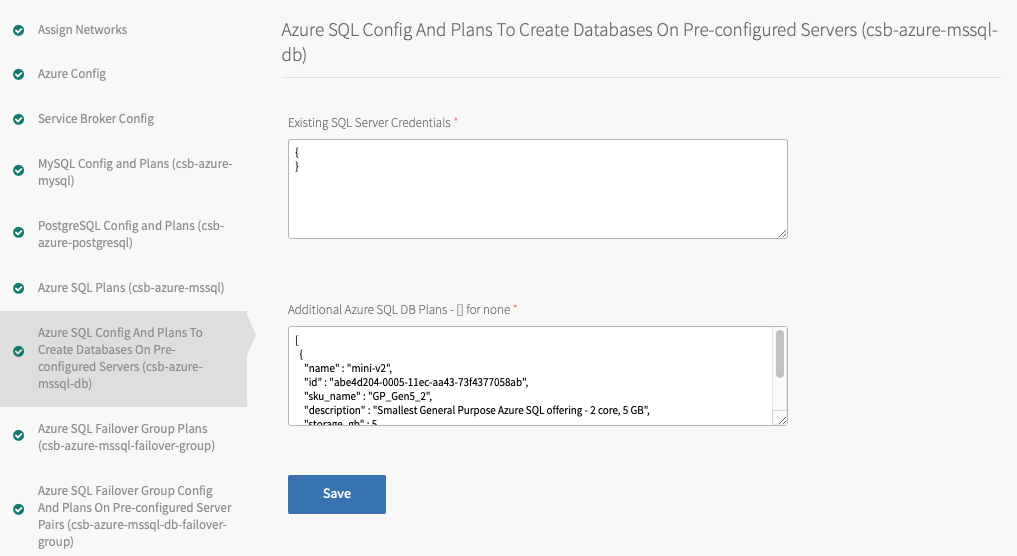 Assign Networks
Azure Config
Service Broker Config
MySQL Config and Plans (csb-azure-
mysql)
PostgreSQL Config and Plans (csb-
azure-postgresql)
Azure SQL Plans (csb-azure-mssql)
Azure SQL Config And Plans To
Create Databases On Pre-
configured Servers (csb-azure-
mssql-db)
Azure SQL Failover Group Plans
(csb-azure-mssql-failover-group)
Azure SQL Failover Group Config
And Plans On Pre-configured Server
Pairs (csb-azure-mssql-db-failover-
group)
Azure SQL Config And Plans To Create Databases On Pre-configured Servers (csb-azure-mssql-
db)
Existing SQL Server Credentials *
{
}
Additional Azure SQL DB Plans - [] for none *
[
{
"name" : "mini-v2",
"id" : "abe4d204-0005-11ec-aa43-73f4377058ab",
"sku_name" : "GP_Gen5_2",
"description" : "Smallest General Purpose Azure SQL offering - 2 core, 5 GB",
"storage_gb" : 5
Save